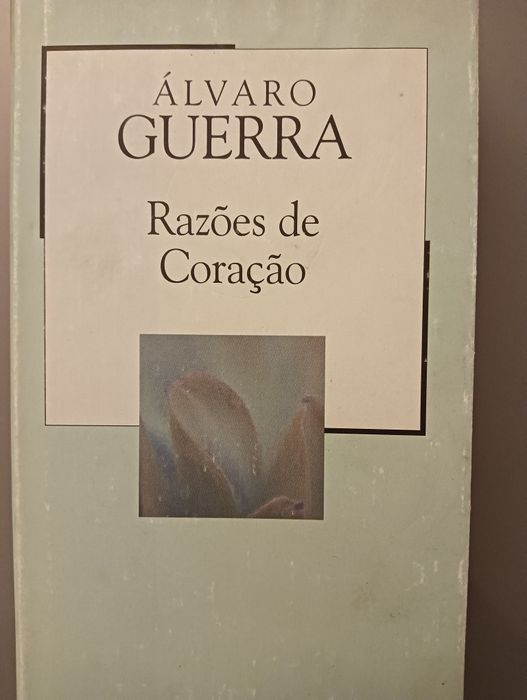 ÁLVARO
GUERRA
Razões de
Coração